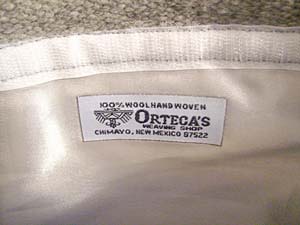 100% WOOL HAND WOVEN
ORTEGA'S
WEAVING SHOP
CHIMAYO, NEW MEXICO 87522